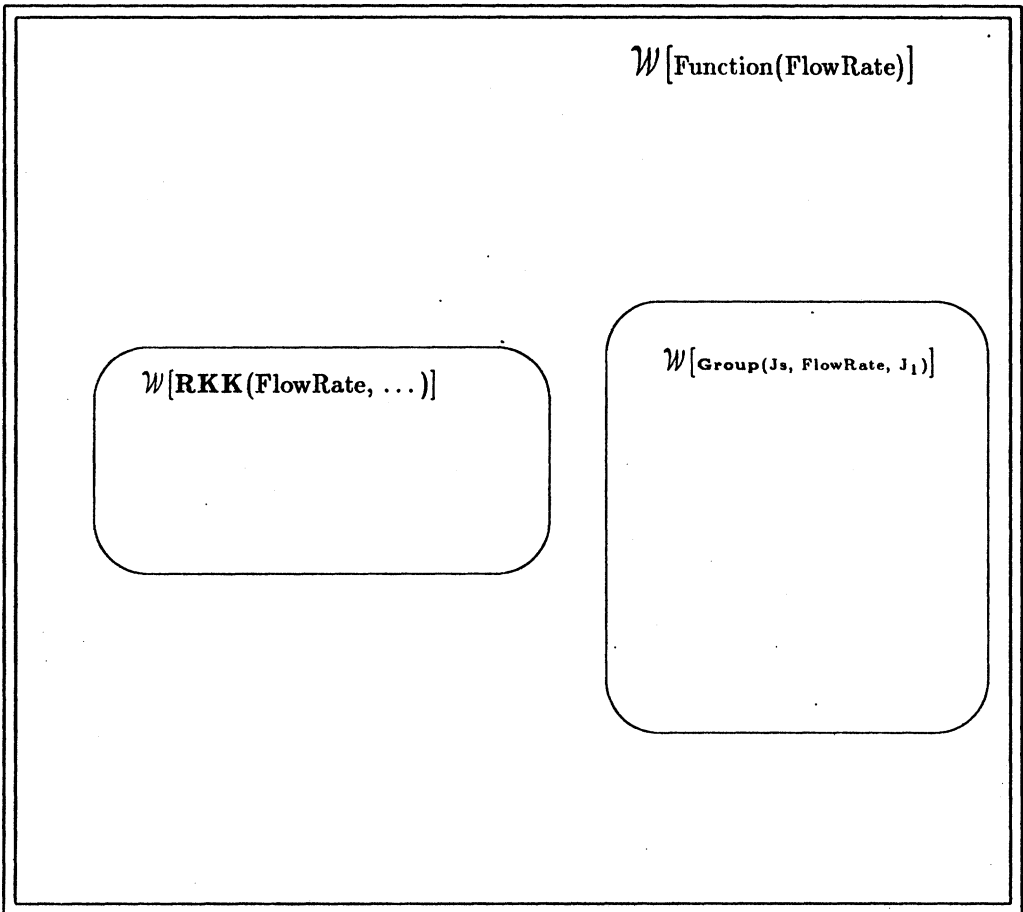 𝒲[Function(FlowRate)]
𝒲[Group(Js, FlowRate, J₁)]
𝒲[RKK(FlowRate, ...)]